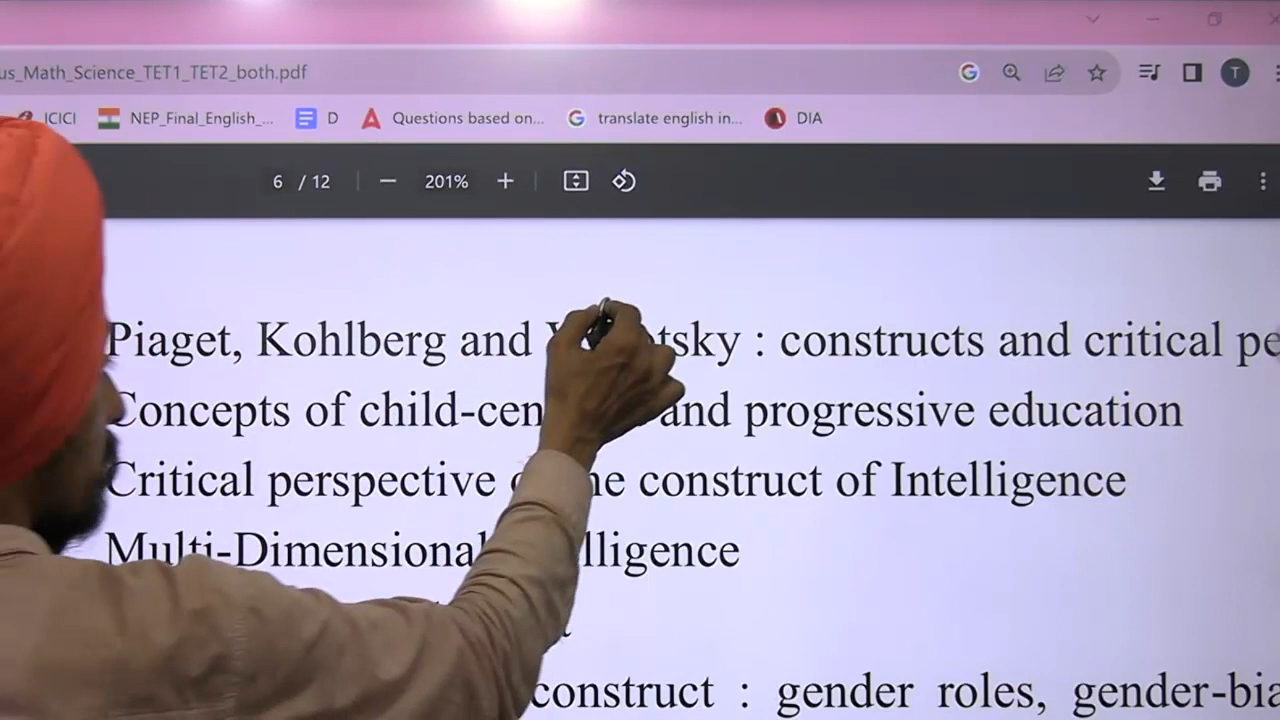 us_Math_Science_TET1_TET2_both.pdf
T
ICICI NEP_Final_English_... D Questions based on... translate english in... DIA
6 / 12 201%
Piaget, Kohlberg and tsky : constructs and critical pe
Concepts of child-cen and progressive education
Critical perspective the construct of Intelligence
Multi-Dimensional lligence
construct : gender roles, gender-bia